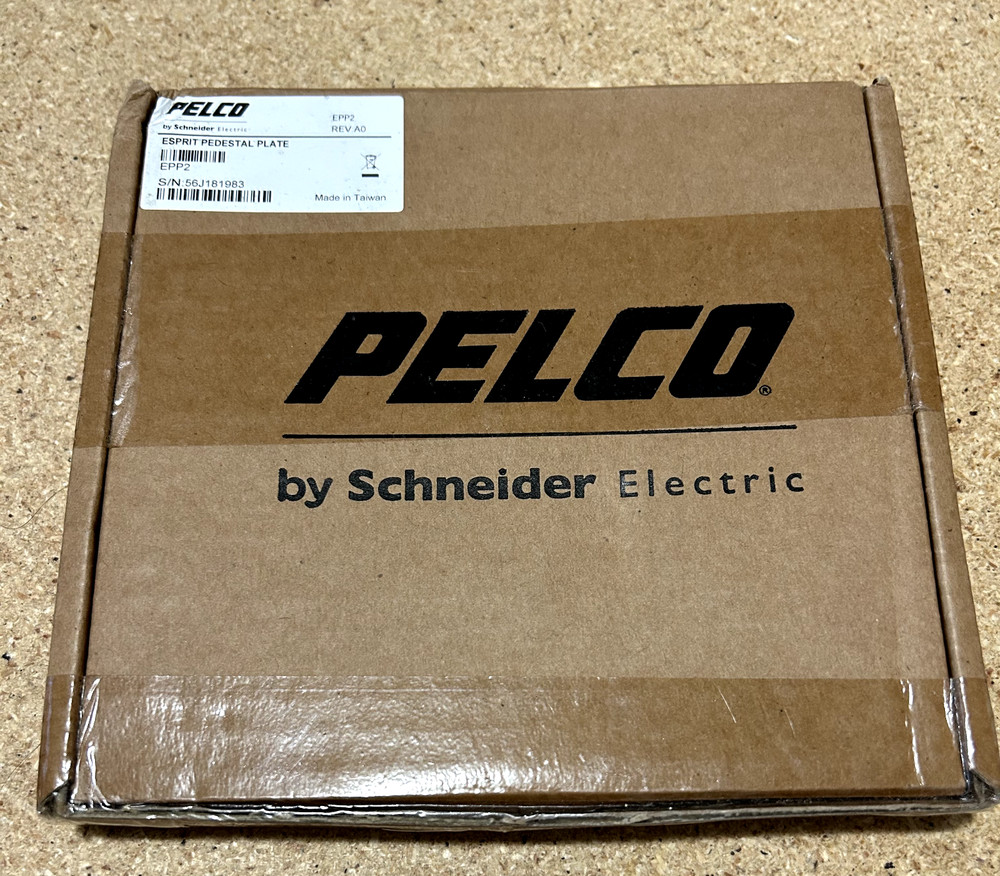 PELCO
by Schneider Electric
EPP2
REV A0
ESPRIT PEDESTAL PLATE
EPP2
S/N:56J181983
Made in Taiwan
PELCO®
by Schneider Electric